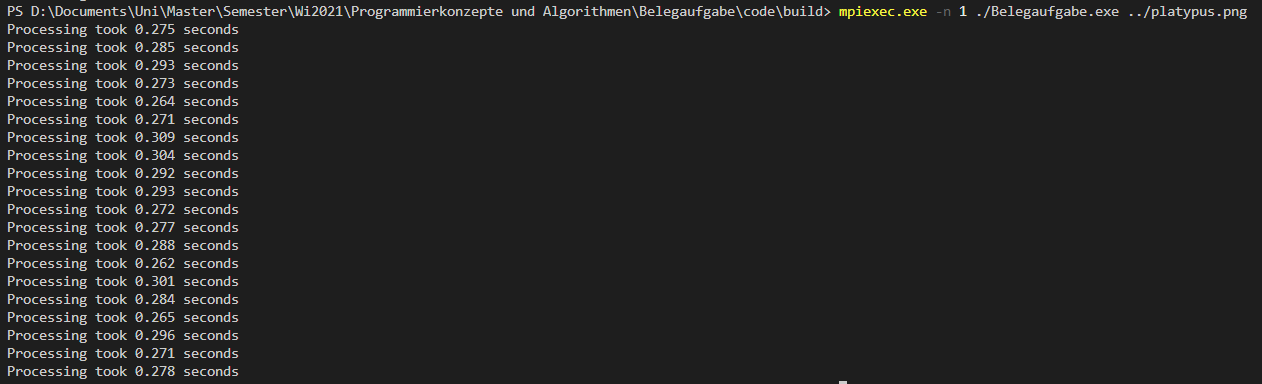 PS D:\Documents\Uni\Master\Semester\Wi2021\Programmierkonzepte und Algorithmen\Belegaufgabe\code\build> mpiexec.exe -n 1 ./Belegaufgabe.exe ../platypus.png
Processing took 0.275 seconds
Processing took 0.285 seconds
Processing took 0.293 seconds
Processing took 0.273 seconds
Processing took 0.264 seconds
Processing took 0.271 seconds
Processing took 0.309 seconds
Processing took 0.304 seconds
Processing took 0.292 seconds
Processing took 0.293 seconds
Processing took 0.272 seconds
Processing took 0.277 seconds
Processing took 0.288 seconds
Processing took 0.262 seconds
Processing took 0.301 seconds
Processing took 0.284 seconds
Processing took 0.265 seconds
Processing took 0.296 seconds
Processing took 0.271 seconds
Processing took 0.278 seconds